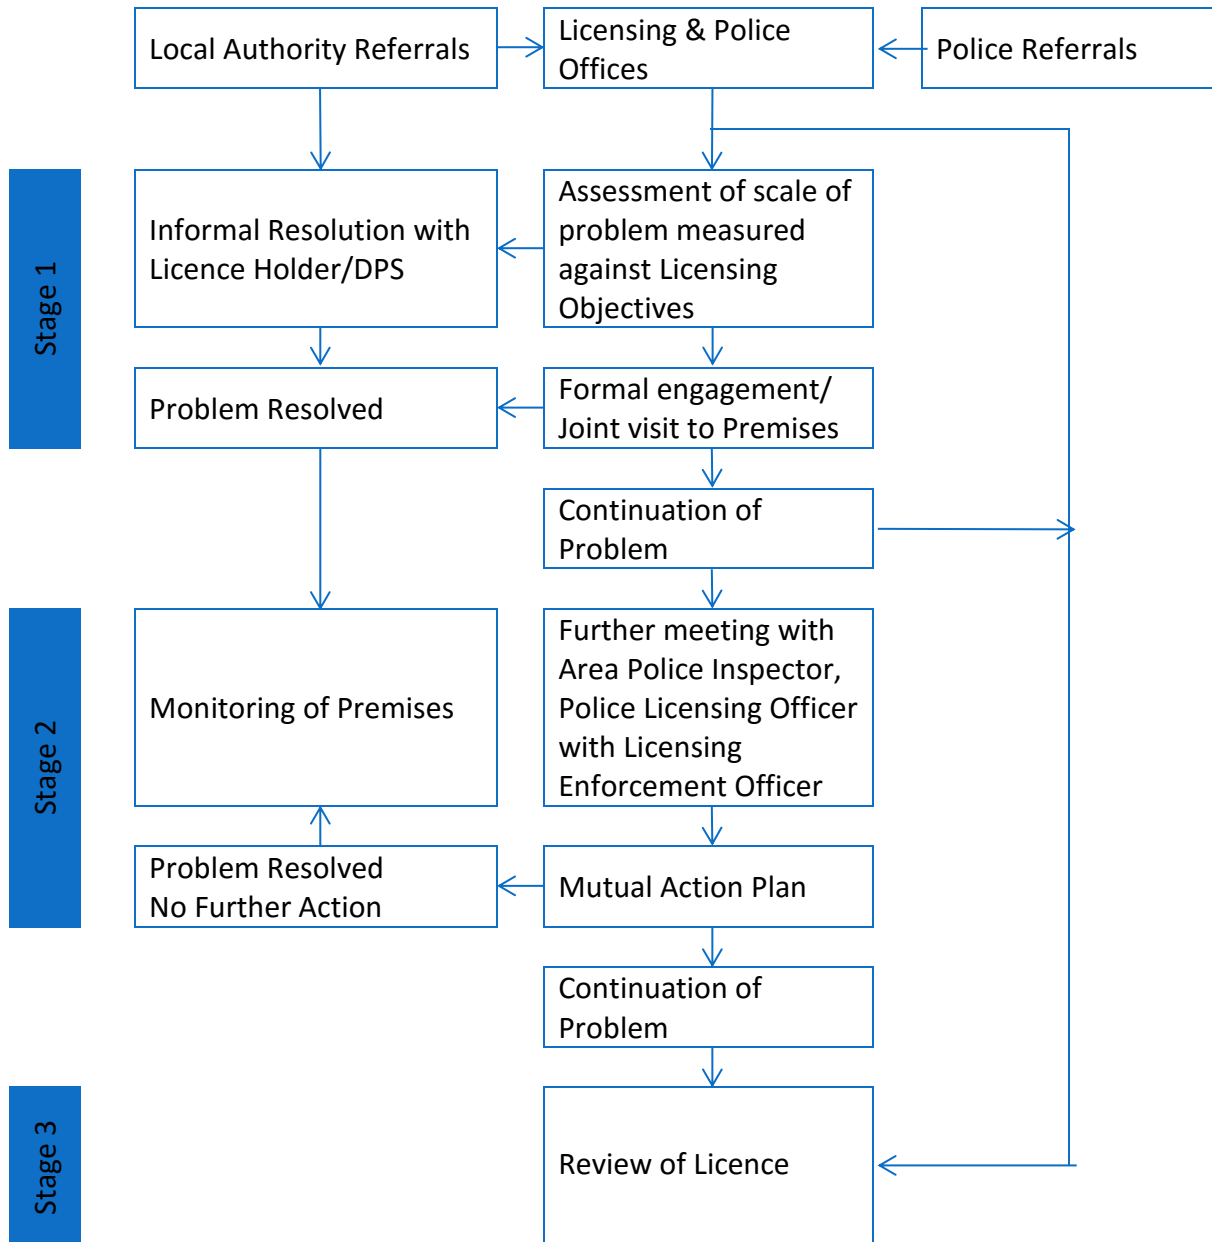 Local Authority Referrals
Licensing & Police
Offices
Police Referrals
Stage 1
Informal Resolution with
Licence Holder/DPS
Assessment of scale of
problem measured
against Licensing
Objectives
Problem Resolved
Formal engagement/
Joint visit to Premises
Continuation of
Problem
Stage 2
Monitoring of Premises
Further meeting with
Area Police Inspector,
Police Licensing Officer
with Licensing
Enforcement Officer
Problem Resolved
No Further Action
Mutual Action Plan
Continuation of
Problem
Stage 3
Review of Licence